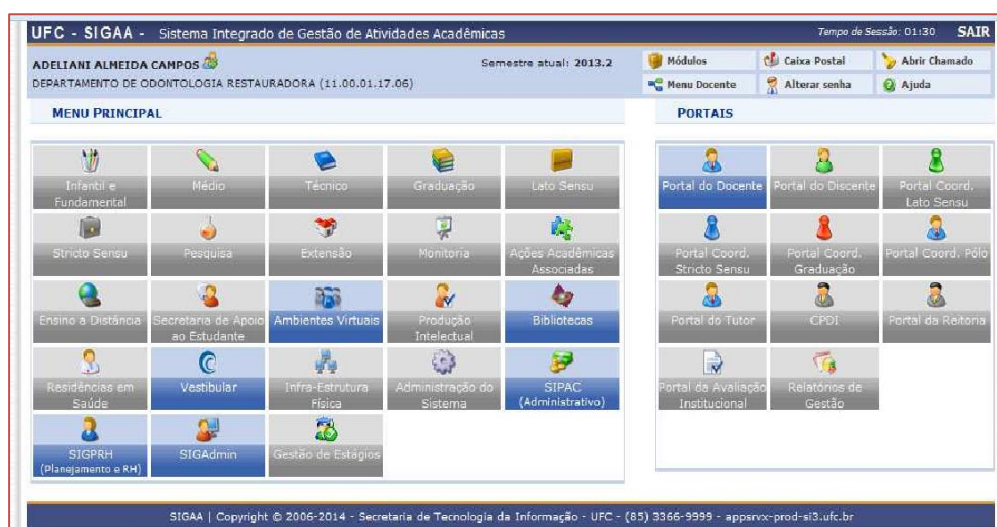 UFC - SIGAA - Sistema Integrado de Gestão de Atividades Acadêmicas
Tempo de Sessão: 01:30 SAIR
ADELIANI ALMEIDA CAMPOS
Semestre atual: 2013.2
DEPARTAMENTO DE ODONTOLOGIA RESTAURADORA (11.00.01.17.06)
Módulos Caixa Postal Abrir Chamado
Menu Docente Alterar senha Ajuda
MENU PRINCIPAL
Infantil e
Fundamental
Médio
Técnico
Graduação
Lato Sensu
Stricto Sensu
Pesquisa
Extensão
Monitoria
Ações Acadêmicas
Associadas
Ensino a Distância
Secretaria de Apoio
ao Estudante
Ambientes Virtuais
Produção
Intelectual
Bibliotecas
Residências em
Saúde
Vestibular
Infra-Estrutura
Física
Administração do
Sistema
SIPAC
(Administrativo)
SIGPRH
(Planejamento e RH)
SIGAdmin
Gestão de Estágios
PORTAIS
Portal do Docente
Portal do Discente
Portal Coord.
Lato Sensu
Portal Coord.
Stricto Sensu
Portal Coord.
Graduação
Portal Coord. Pólo
Portal do Tutor
CPDI
Portal da Reitoria
Portal da Avaliação
Institucional
Relatórios de
Gestão
SIGAA | Copyright © 2006-2014 - Secretaria de Tecnologia da Informação - UFC - (85) 3366-9999 - appsrvx-prod-si3.ufc.br